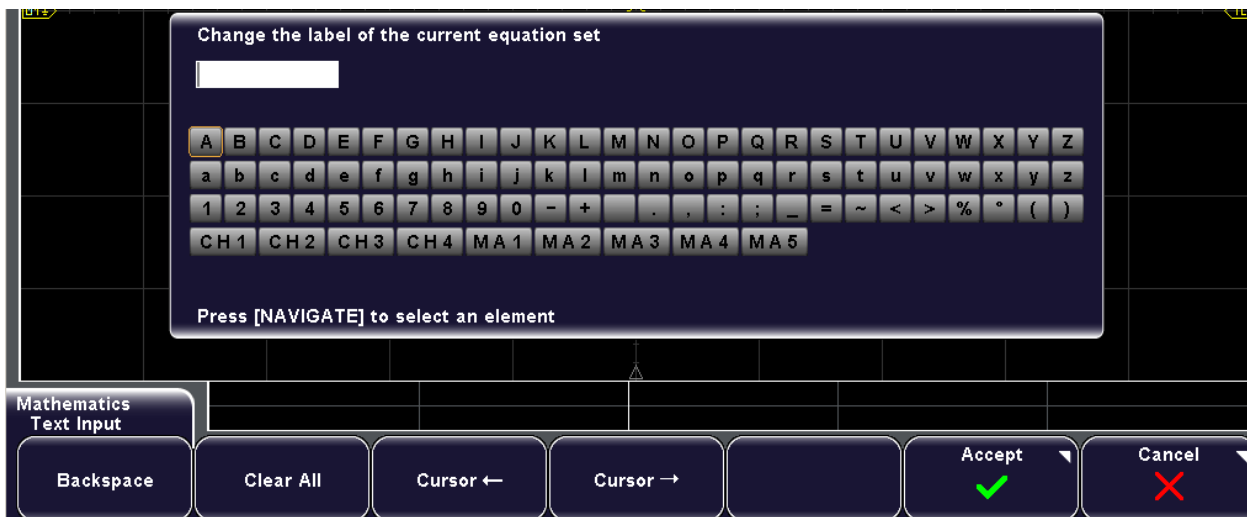 Change the label of the current equation set
A B C D E F G H I J K L M N O P Q R S T U V W X Y Z
a b c d e f g h i j k l m n o p q r s t u v w x y z
1 2 3 4 5 6 7 8 9 0 - + . , : ; _ = ~ < > % ° ( )
CH1 CH2 CH3 CH4 MA1 MA2 MA3 MA4 MA5
Press [NAVIGATE] to select an element
Mathematics
Text Input
Backspace Clear All Cursor ← Cursor → Accept Cancel